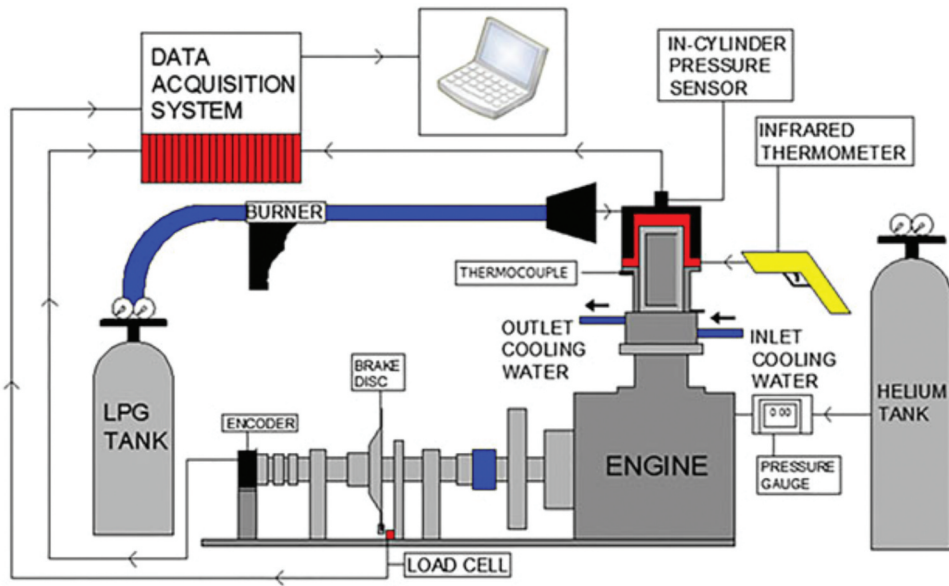 DATA
ACQUISITION
SYSTEM
IN-CYLINDER
PRESSURE
SENSOR
INFRARED
THERMOMETER
BURNER
THERMOCOUPLE
OUTLET
COOLING
WATER
INLET
COOLING
WATER
LPG
TANK
BRAKE
DISC
ENCODER
HELIUM
TANK
0.00
ENGINE
PRESSURE
GAUGE
LOAD CELL